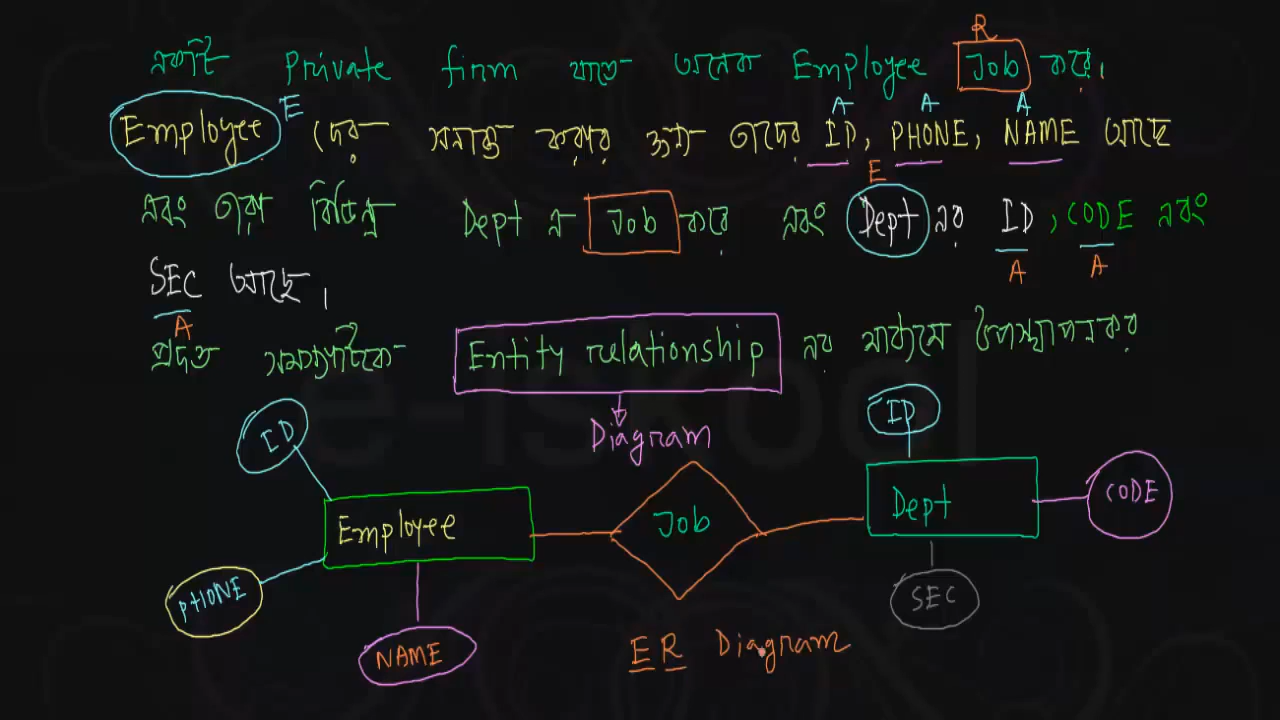 R
একটি Private firm যাতে অনেক Employee Job করে।
Employee E দের সনাক্ত করার জন্য তাদের ID, PHONE, NAME আছে
A A A
এবং তারা বিভিন্ন Dept এ Job করে এবং Dept এর ID, CODE এবং
E
A A
SEC আছে।
A
প্রদত্ত সমস্যাটিকে Entity relationship এর মাধ্যমে উপস্থাপন কর
Diagram
ID
ID
Employee
Job
Dept
CODE
PHONE
SEC
NAME
ER Diagram
e-iskool